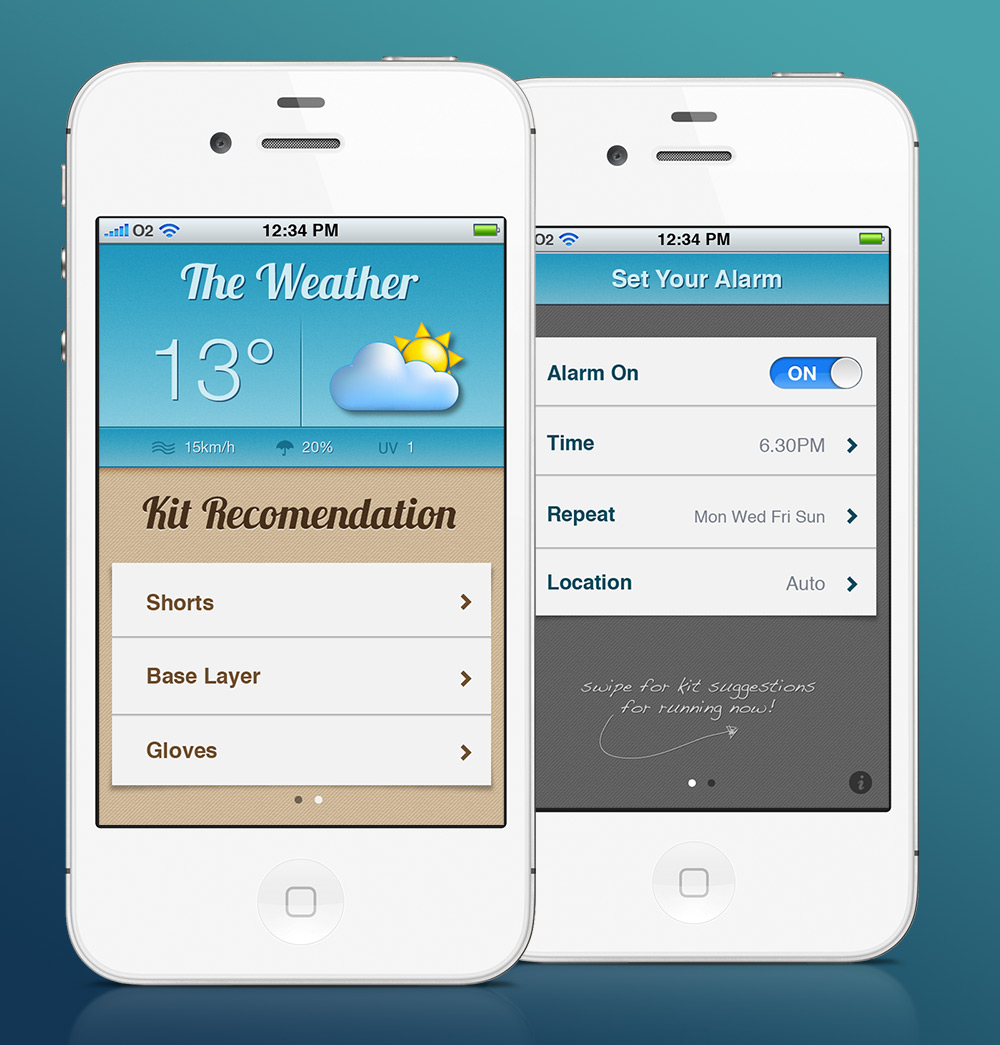 O2 12:34 PM
The Weather
13°
15km/h 20% UV 1
Kit Recomendation
Shorts
Base Layer
Gloves
O2 12:34 PM
Set Your Alarm
Alarm On ON
Time 6.30PM
Repeat Mon Wed Fri Sun
Location Auto
swipe for kit suggestions
for running now!
i